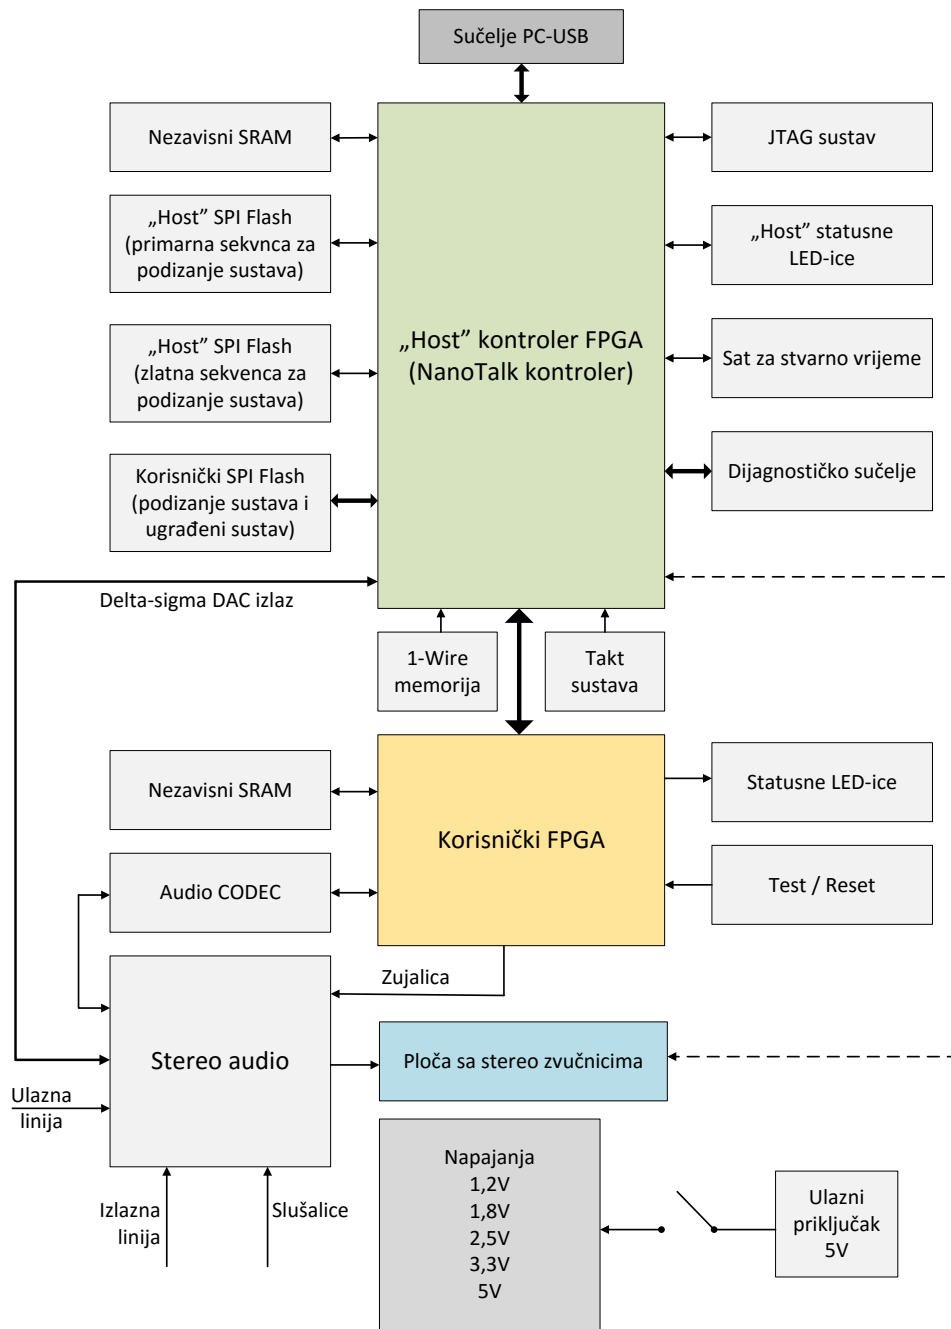 Sučelje PC-USB
Nezavisni SRAM
JTAG sustav
„Host” SPI Flash
(primarna sekvnca za
podizanje sustava)
„Host” statusne
LED-ice
„Host” kontroler FPGA
(NanoTalk kontroler)
„Host” SPI Flash
(zlatna sekvenca za
podizanje sustava)
Sat za stvarno vrijeme
Korisnički SPI Flash
(podizanje sustava i
ugrađeni sustav)
Dijagnostičko sučelje
Delta-sigma DAC izlaz
1-Wire
memorija
Takt
sustava
Nezavisni SRAM
Statusne LED-ice
Korisnički FPGA
Audio CODEC
Test / Reset
Zujalica
Stereo audio
Ploča sa stereo zvučnicima
Ulazna
linija
Izlazna
linija
Slušalice
Napajanja
1,2V
1,8V
2,5V
3,3V
5V
Ulazni
priključak
5V